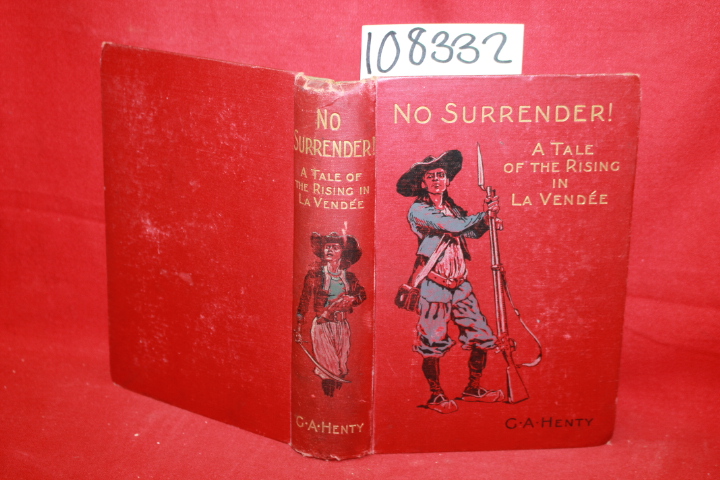 108332
NO SURRENDER!
A TALE
OF THE RISING
IN
LA VENDÉE
G·A·HENTY
NO
SURRENDER!
A TALE OF
THE RISING IN
LA VENDÉE
G·A·HENTY